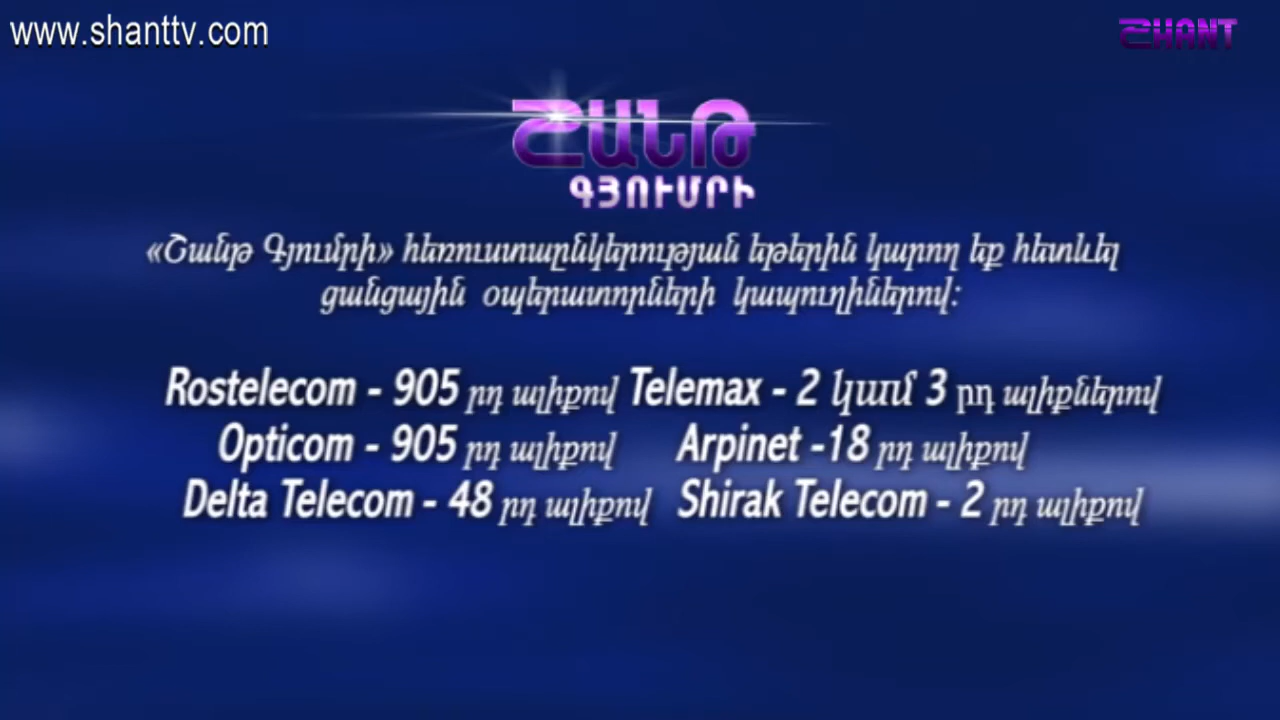 www.shanttv.com
SHANT
ՇԱՆԹ
ԳՅՈՒՄՐԻ
«Շանթ Գյումրի» հեռուստաընկերության եթերին կարող եք հետևել
ցանցային օպերատորների կապուղիներով:
Rostelecom - 905 րդ ալիքով Telemax - 2 կամ 3 րդ ալիքներով
Opticom - 905 րդ ալիքով Arpinet -18 րդ ալիքով
Delta Telecom - 48 րդ ալիքով Shirak Telecom - 2 րդ ալիքով